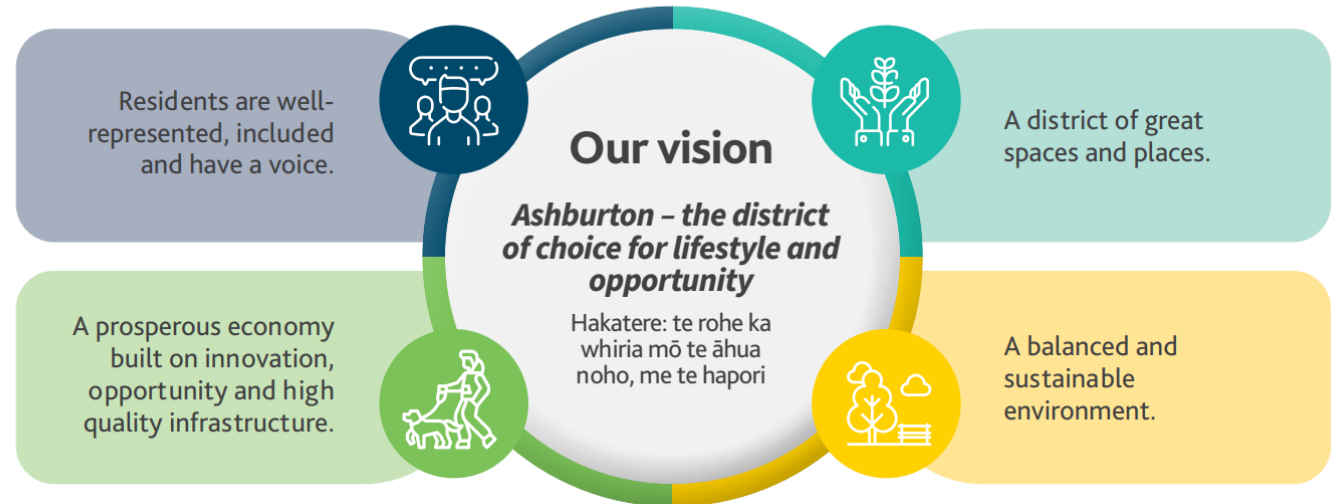 Residents are well-
represented, included
and have a voice.
A district of great
spaces and places.
Our vision
Ashburton – the district
of choice for lifestyle and
opportunity
Hakatere: te rohe ka
whiria mō te āhua
noho, me te hapori
A prosperous economy
built on innovation,
opportunity and high
quality infrastructure.
A balanced and
sustainable
environment.